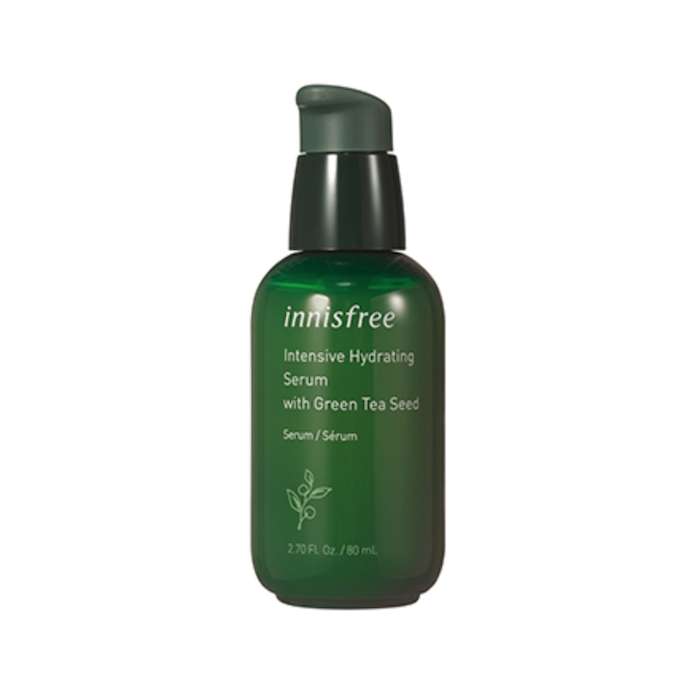 innisfree
Intensive Hydrating
Serum
with Green Tea Seed
Serum / Sérum
2.70 Fl. Oz. / 80 mL